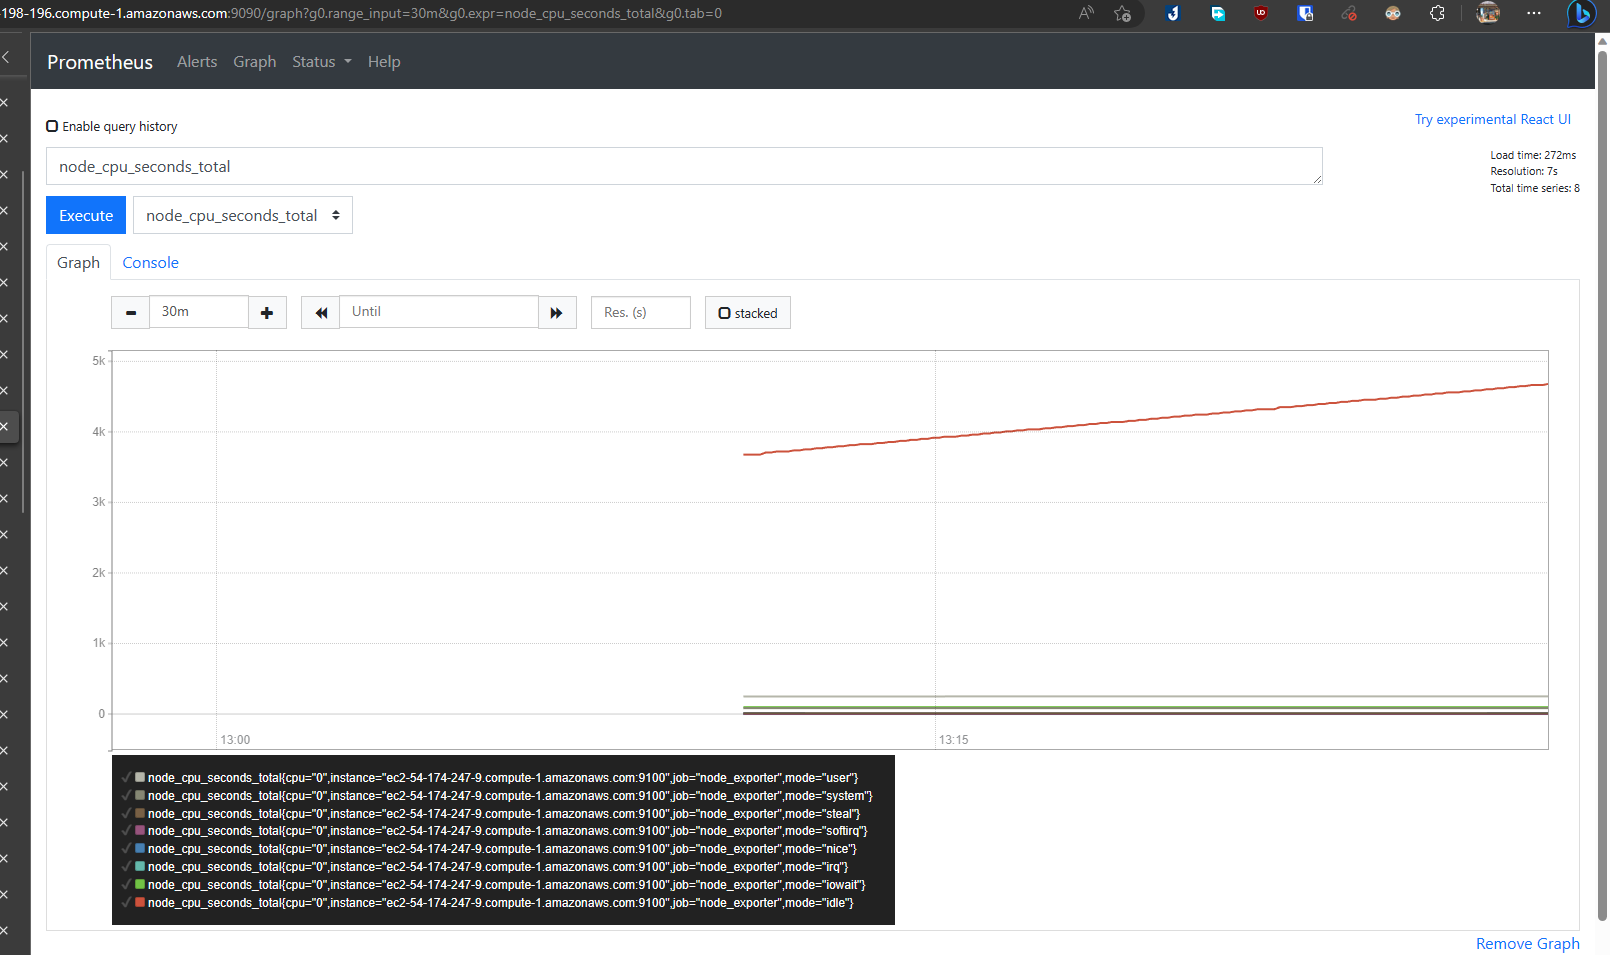 -198-196.compute-1.amazonaws.com:9090/graph?g0.range_input=30m&g0.expr=node_cpu_seconds_total&g0.tab=0
Prometheus Alerts Graph Status Help
Enable query history
Try experimental React UI
node_cpu_seconds_total
Load time: 272ms
Resolution: 7s
Total time series: 8
Execute node_cpu_seconds_total
Graph Console
30m Until Res. (s) stacked
5k
4k
3k
2k
1k
0
13:00 13:15
node_cpu_seconds_total{cpu="0",instance="ec2-54-174-247-9.compute-1.amazonaws.com:9100",job="node_exporter",mode="user"}
node_cpu_seconds_total{cpu="0",instance="ec2-54-174-247-9.compute-1.amazonaws.com:9100",job="node_exporter",mode="system"}
node_cpu_seconds_total{cpu="0",instance="ec2-54-174-247-9.compute-1.amazonaws.com:9100",job="node_exporter",mode="steal"}
node_cpu_seconds_total{cpu="0",instance="ec2-54-174-247-9.compute-1.amazonaws.com:9100",job="node_exporter",mode="softirq"}
node_cpu_seconds_total{cpu="0",instance="ec2-54-174-247-9.compute-1.amazonaws.com:9100",job="node_exporter",mode="nice"}
node_cpu_seconds_total{cpu="0",instance="ec2-54-174-247-9.compute-1.amazonaws.com:9100",job="node_exporter",mode="irq"}
node_cpu_seconds_total{cpu="0",instance="ec2-54-174-247-9.compute-1.amazonaws.com:9100",job="node_exporter",mode="iowait"}
node_cpu_seconds_total{cpu="0",instance="ec2-54-174-247-9.compute-1.amazonaws.com:9100",job="node_exporter",mode="idle"}
Remove Graph